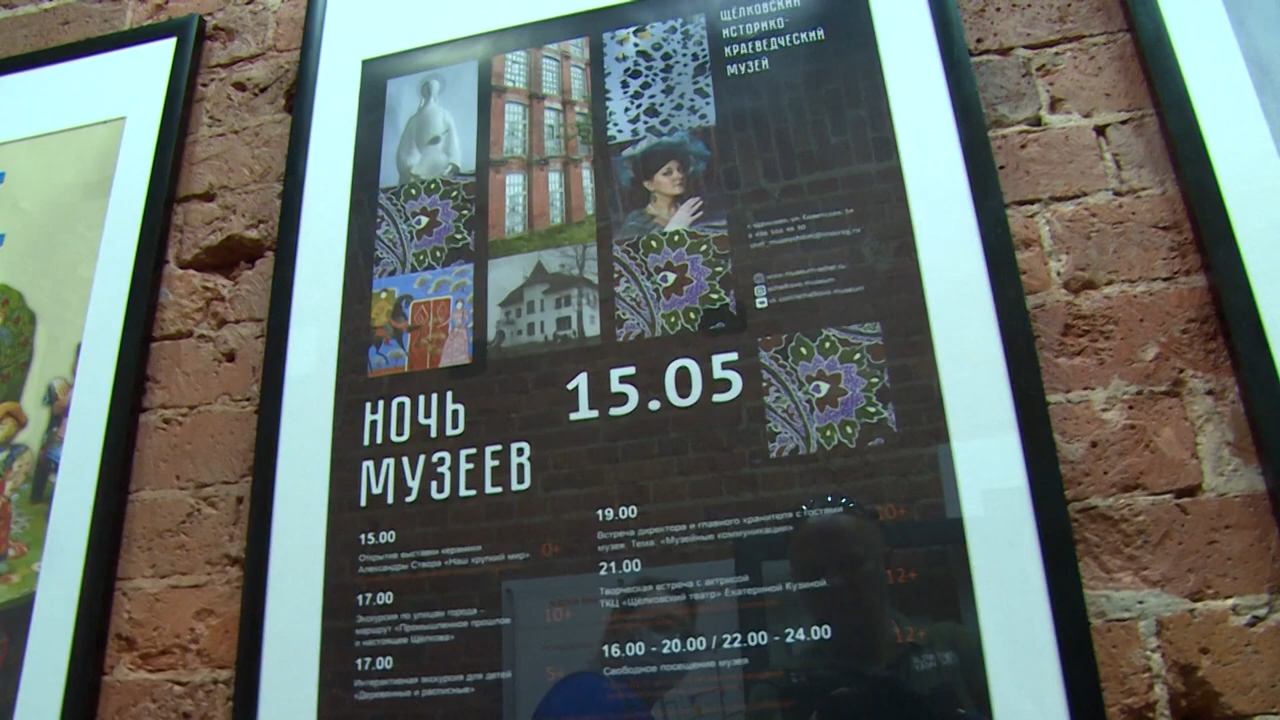 ЩЁЛКОВСКИЙ
ИСТОРИКО-
КРАЕВЕДЧЕСКИЙ
МУЗЕЙ
15.05
НОЧЬ
МУЗЕЕВ
15.00
Открытие выставки керамики
Александры Створа «Наш хрупкий мир»
0+
17.00
Экскурсия по улицам города –
маршрут «Промышленное прошлое
и настоящее Щёлкова»
10+
17.00
Интерактивная экскурсия для детей
«Деревянные и расписные»
5+
19.00
Встреча директора и главного хранителя с гостями
музея. Тема: «Музейные коммуникации»
10+
21.00
Творческая встреча с актрисой
ТКЦ «Щёлковский театр» Екатериной Кузиной.
12+
16.00 - 20.00 / 22.00 - 24.00
Свободное посещение музея
12+